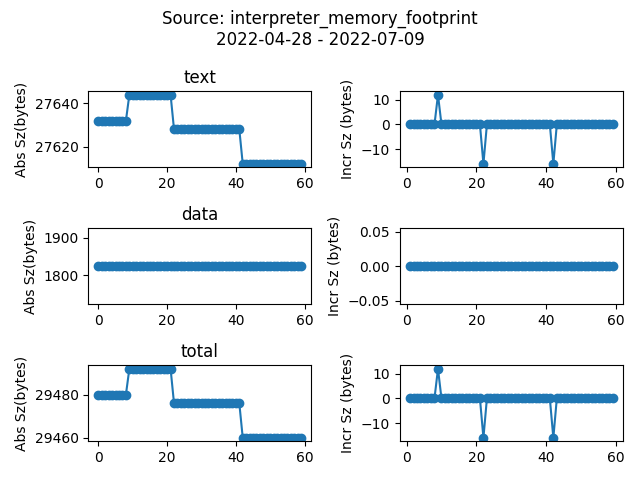 Source: interpreter_memory_footprint
2022-04-28 - 2022-07-09
text
Abs Sz(bytes)
27640
27620
0 20 40 60
Incr Sz (bytes)
10
0
−10
0 20 40 60
data
Abs Sz(bytes)
1900
1800
0 20 40 60
Incr Sz (bytes)
0.05
0.00
−0.05
0 20 40 60
total
Abs Sz(bytes)
29480
29460
0 20 40 60
Incr Sz (bytes)
10
0
−10
0 20 40 60